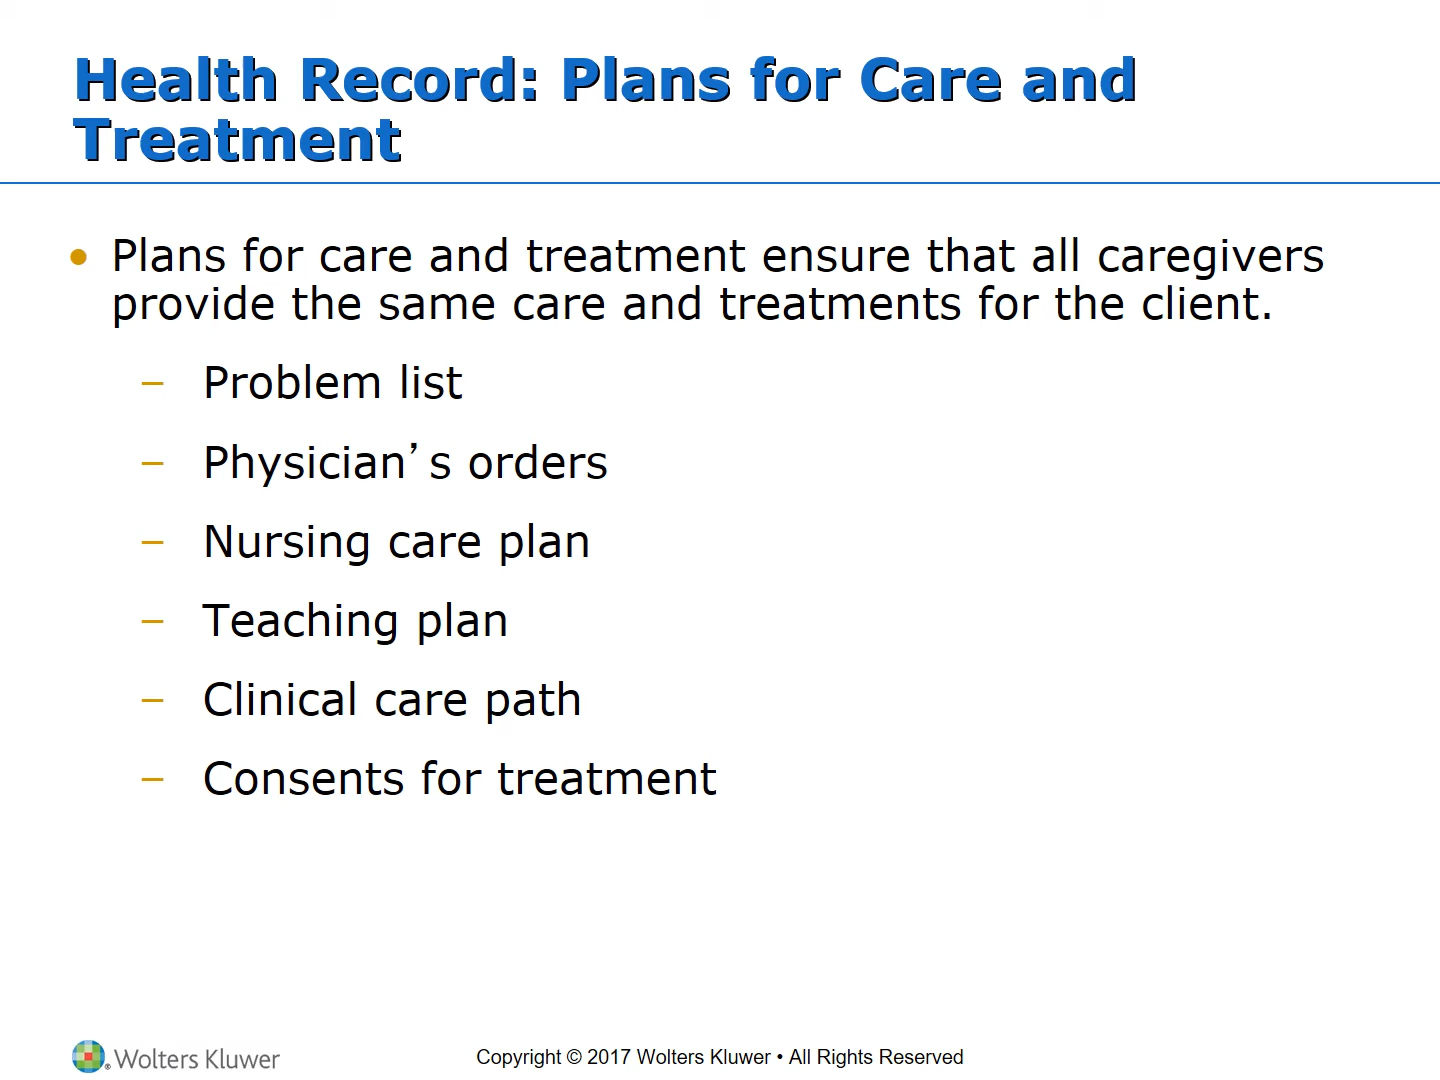 Health Record: Plans for Care and
Treatment
• Plans for care and treatment ensure that all caregivers
provide the same care and treatments for the client.
– Problem list
– Physician’s orders
– Nursing care plan
– Teaching plan
– Clinical care path
– Consents for treatment
® Wolters Kluwer
Copyright © 2017 Wolters Kluwer • All Rights Reserved